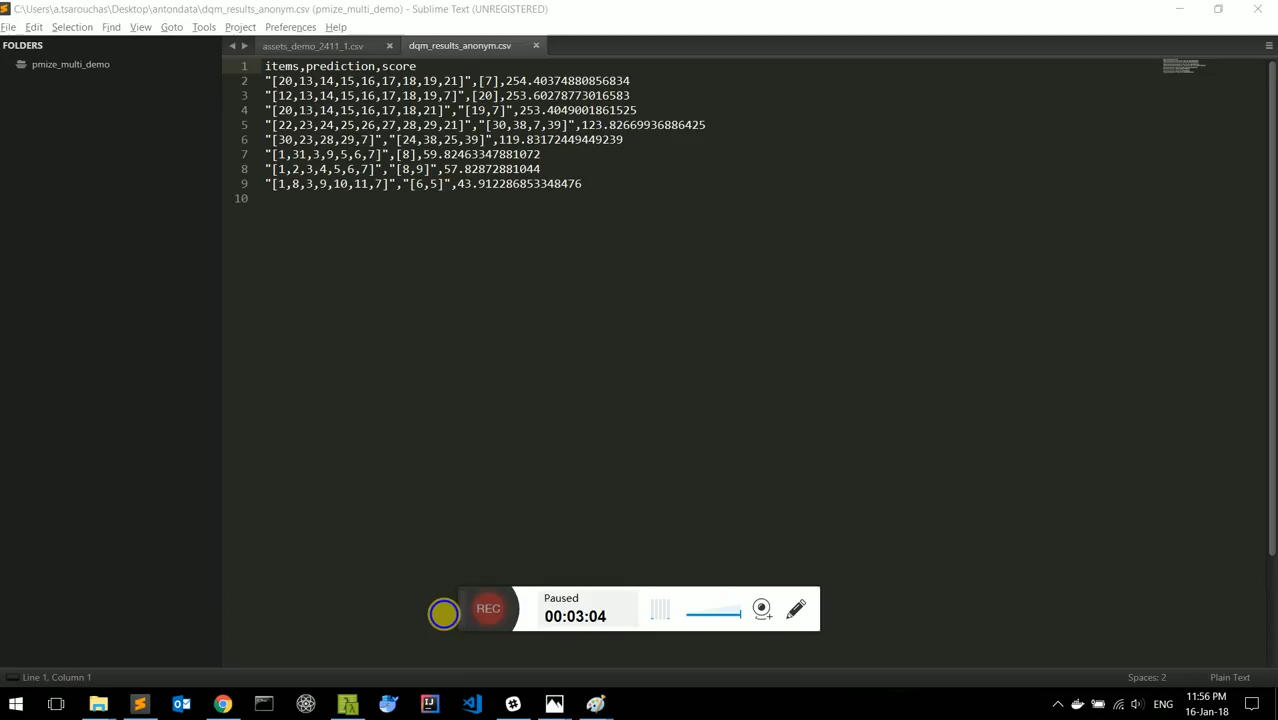 C:\Users\a.tsarouchas\Desktop\antondata\dqm_results_anonym.csv (pmize_multi_demo) - Sublime Text (UNREGISTERED)
File Edit Selection Find View Goto Tools Project Preferences Help
FOLDERS
pmize_multi_demo
assets_demo_2411_1.csv
dqm_results_anonym.csv
1 items,prediction,score
2 "[20,13,14,15,16,17,18,19,21]",[7],254.40374880856834
3 "[12,13,14,15,16,17,18,19,7]",[20],253.60278773016583
4 "[20,13,14,15,16,17,18,21]","[19,7]",253.4049001861525
5 "[22,23,24,25,26,27,28,29,21]","[30,38,7,39]",123.82669936886425
6 "[30,23,28,29,7]","[24,38,25,39]",119.83172449449239
7 "[1,31,3,9,5,6,7]",[8],59.82463347881072
8 "[1,2,3,4,5,6,7]","[8,9]",57.82872881044
9 "[1,8,3,9,10,11,7]","[6,5]",43.912286853348476
10
REC
Paused
00:03:04
Line 1, Column 1
Spaces: 2
Plain Text
ENG
11:56 PM
16-Jan-18